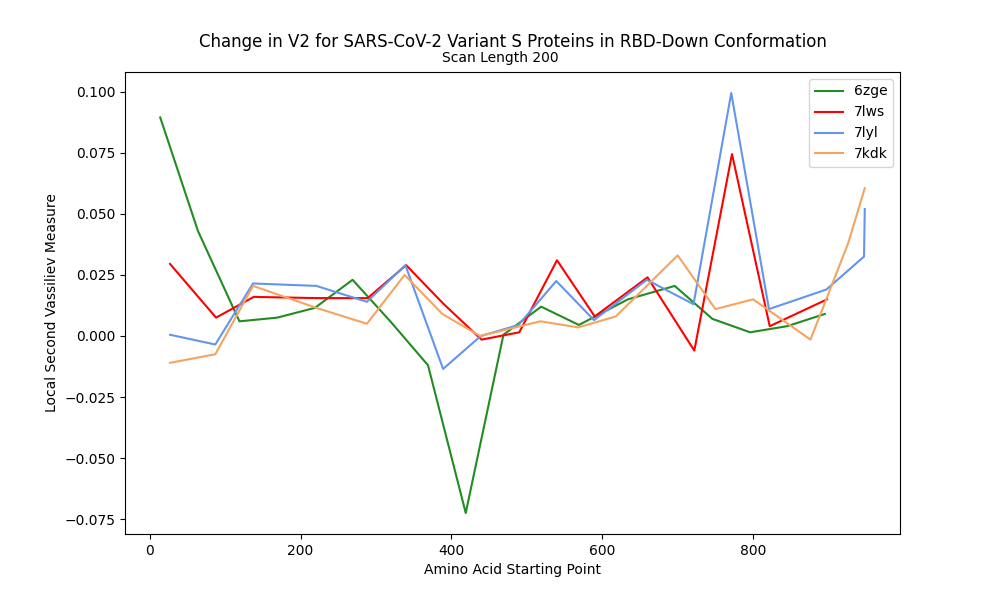 Change in V2 for SARS-CoV-2 Variant S Proteins in RBD-Down Conformation
Scan Length 200
6zge
7lws
7lyl
7kdk
Local Second Vassiliev Measure
0.100
0.075
0.050
0.025
0.000
−0.025
−0.050
−0.075
0 200 400 600 800
Amino Acid Starting Point